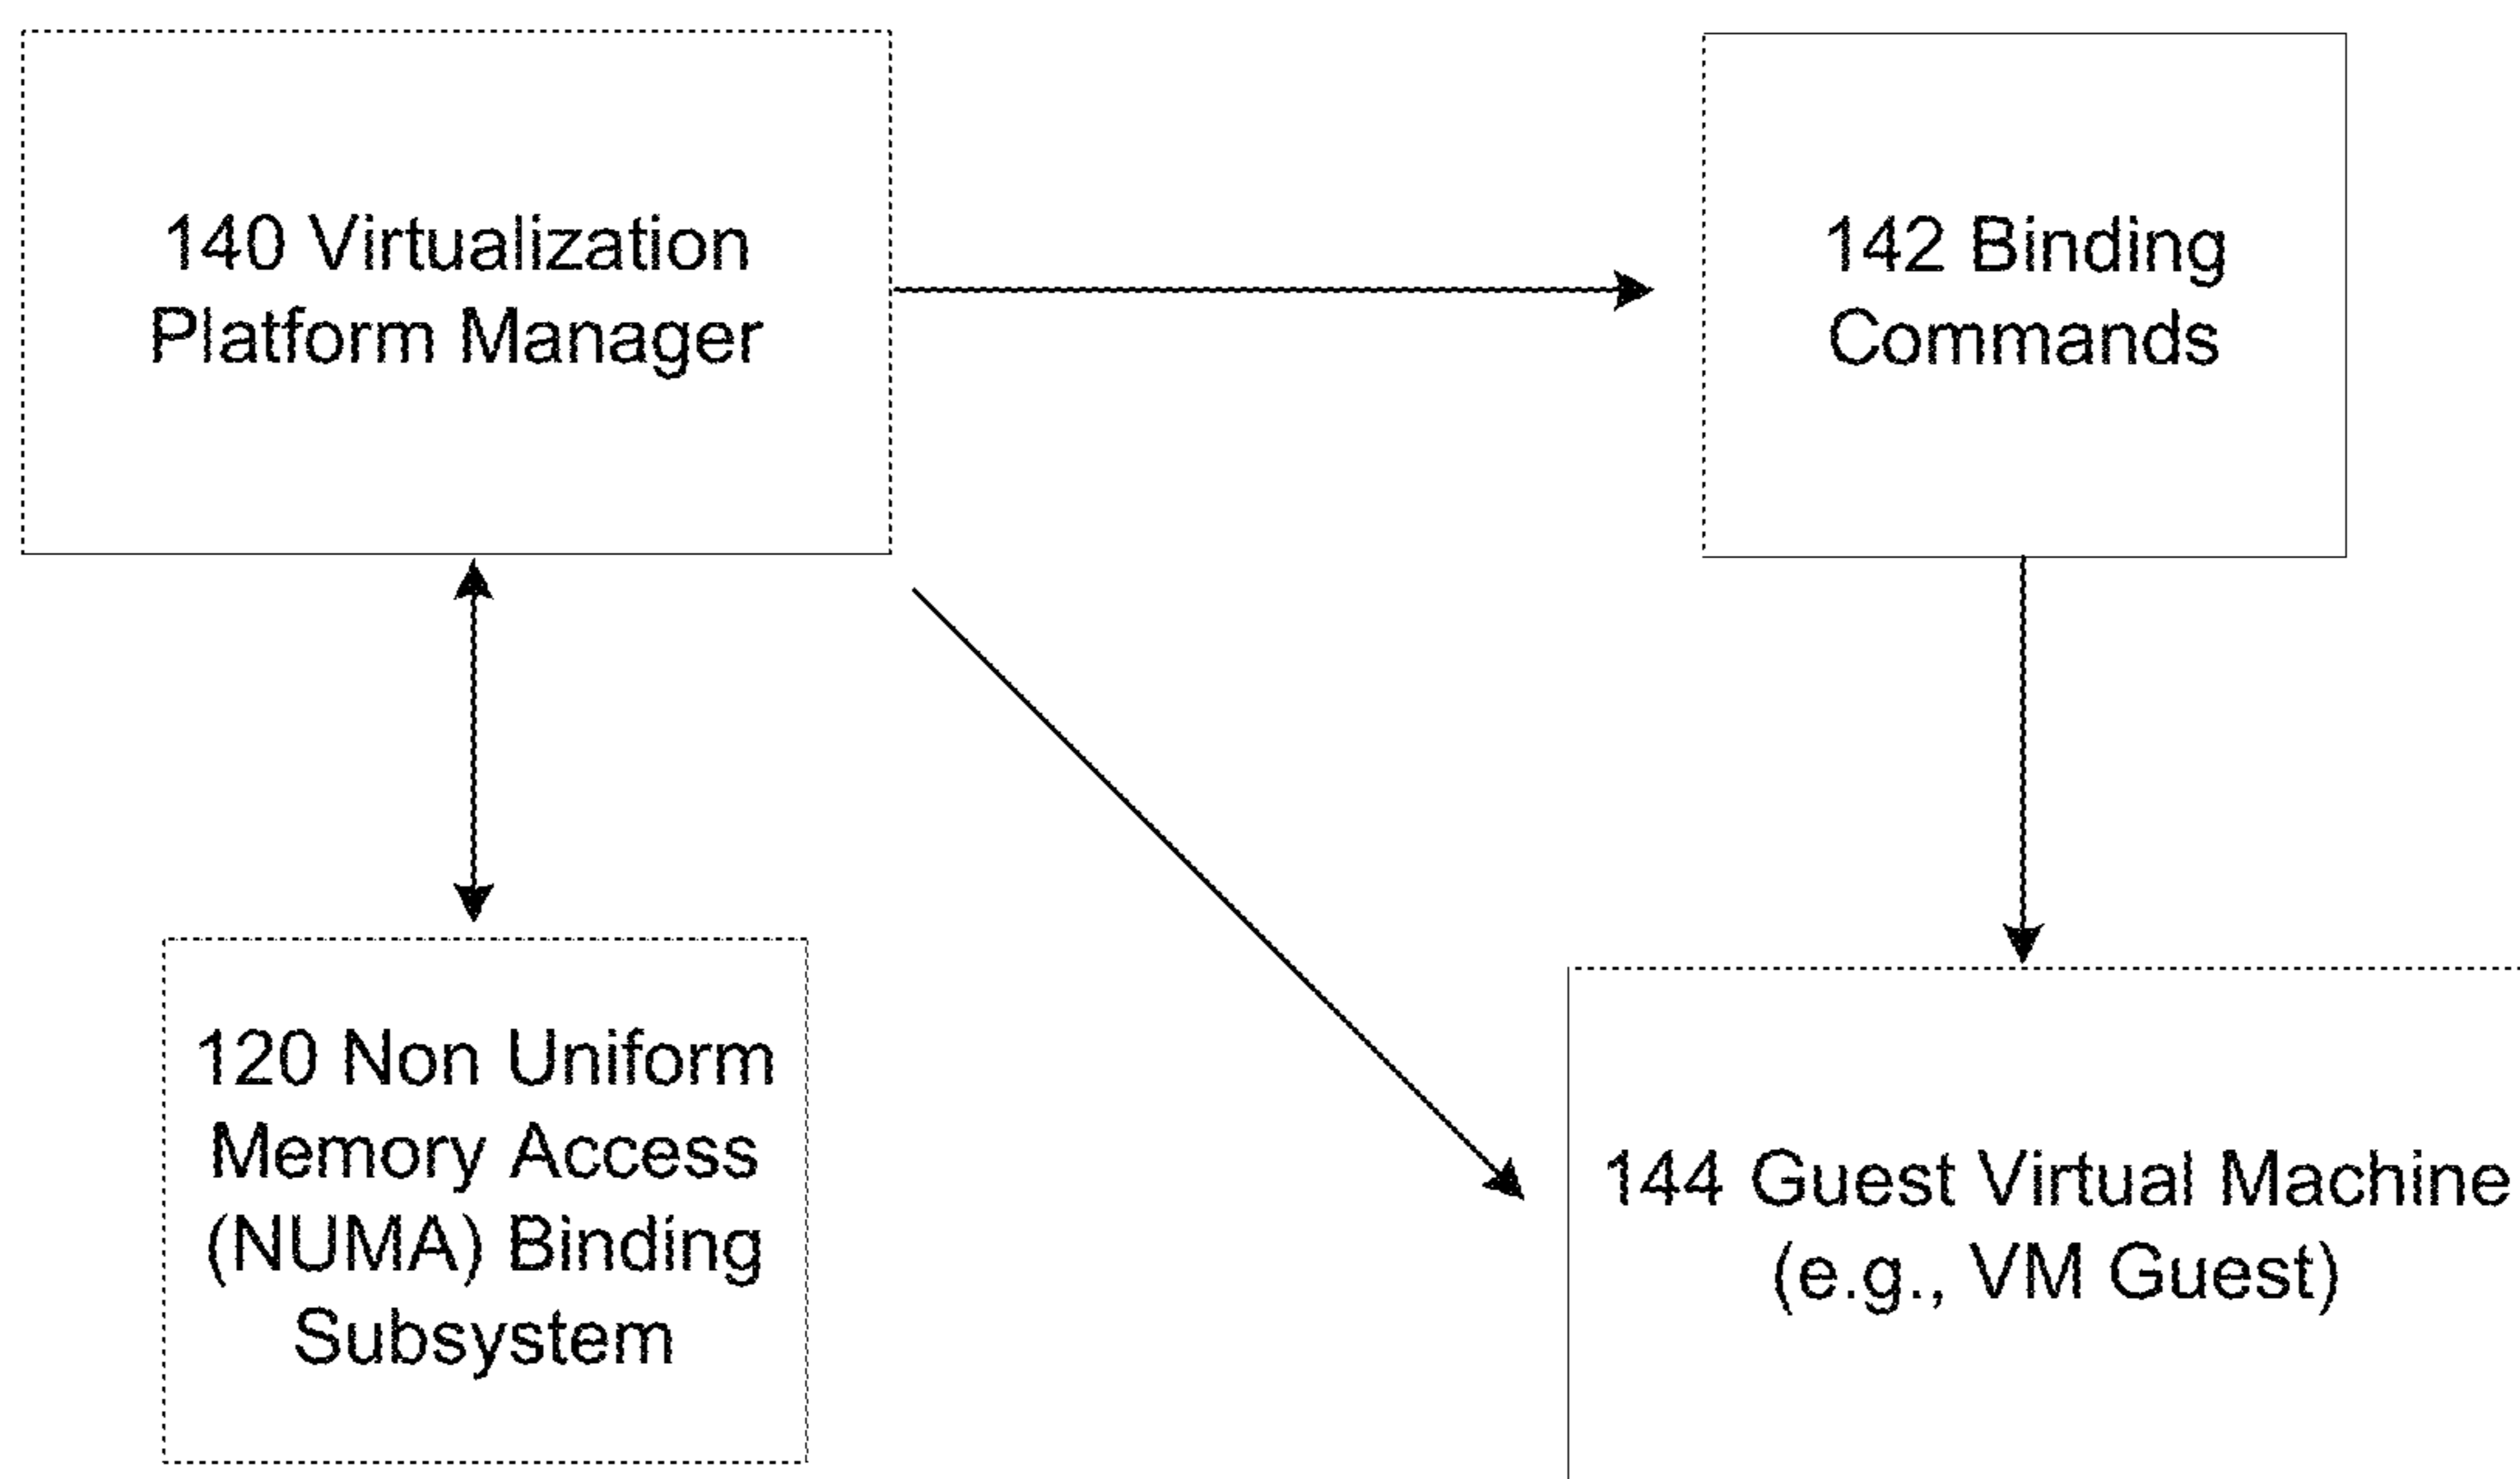 140 Virtualization
Platform Manager
142 Binding
Commands
120 Non Uniform
Memory Access
(NUMA) Binding
Subsystem
144 Guest Virtual Machine
(e.g., VM Guest)